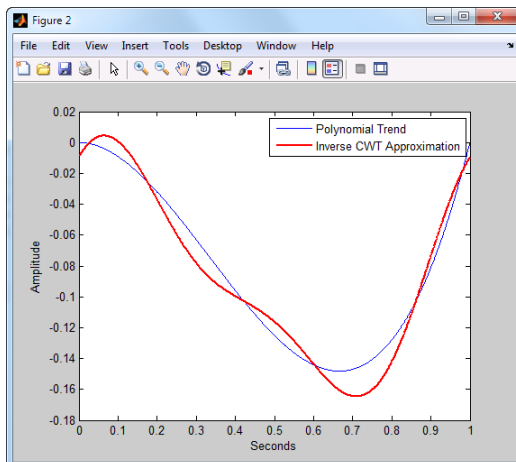 Figure 2
File Edit View Insert Tools Desktop Window Help
0.02
0
-0.02
-0.04
-0.06
-0.08
-0.1
-0.12
-0.14
-0.16
-0.18
Amplitude
Polynomial Trend
Inverse CWT Approximation
0 0.1 0.2 0.3 0.4 0.5 0.6 0.7 0.8 0.9 1
Seconds